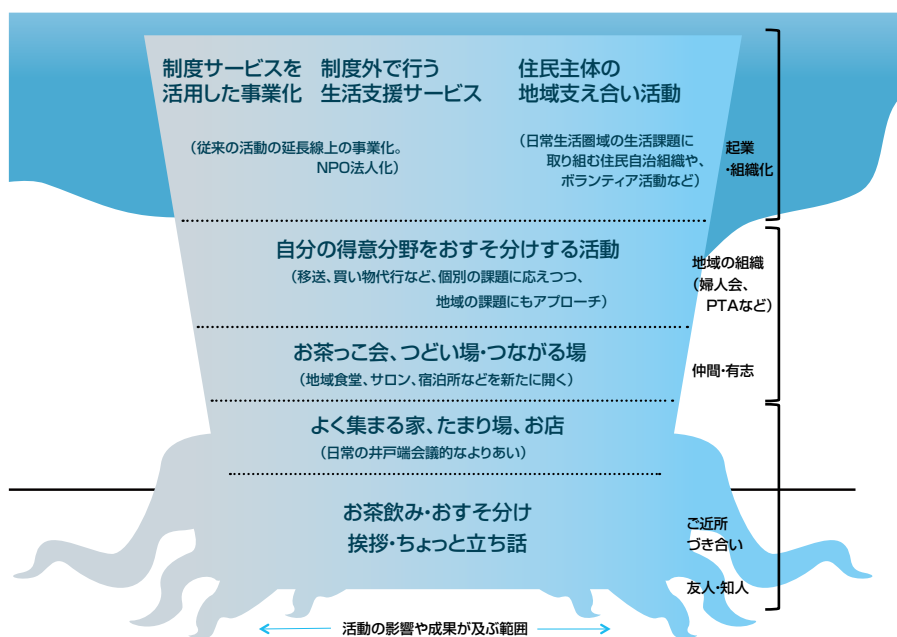 制度サービスを
活用した事業化
制度外で行う
生活支援サービス
住民主体の
地域支え合い活動
(従来の活動の延長線上の事業化。
NPO法人化)
(日常生活圏域の生活課題に
取り組む住民自治組織や、
ボランティア活動など)
起業
・組織化
自分の得意分野をおすそ分けする活動
(移送、買い物代行など、個別の課題に応えつつ、
地域の課題にもアプローチ)
地域の組織
(婦人会、
PTAなど)
お茶っこ会、つどい場・つながる場
(地域食堂、サロン、宿泊所などを新たに開く)
仲間・有志
よく集まる家、たまり場、お店
(日常の井戸端会議的なよりあい)
お茶飲み・おすそ分け
挨拶・ちょっと立ち話
ご近所
づき合い
友人・知人
活動の影響や成果が及ぶ範囲